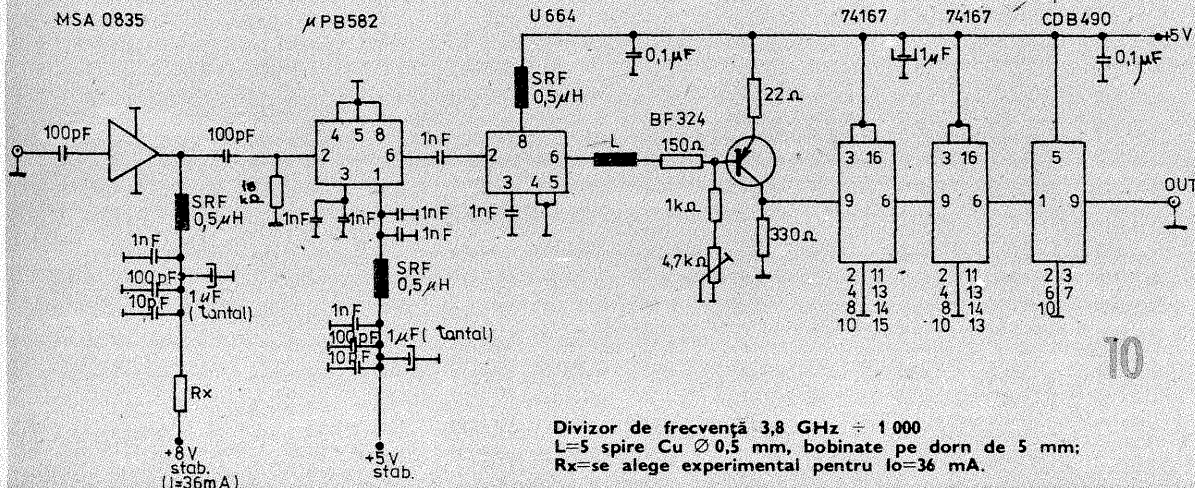 MSA 0835
µPB582
U664
74167
74167
CDB490
+5V
0,1µF
1µF
0,1µF
SRF
0,5µH
22Ω
BF324
100pF
100pF
4 5 8
2
6
3 1
1nF
8
2
6
3 4 5
L
150Ω
3 16
9 6
3 16
9 6
5
1 9
OUT
SRF
0,5µH
1nF
1nF
1nF
1nF
1nF
1kΩ
330Ω
4,7kΩ
1nF
100pF
10pF
1µF
(tantal)
SRF
0,5µH
1nF
100pF
10pF
1µF (tantal)
2 11
4 13
8 14
10 15
2 11
4 13
8 14
10 13
2 3
6 7
10
Rx
+8V
stab.
(I=36mA)
+5V
stab.
10
Divizor de frecvenţă 3,8 GHz ÷ 1 000
L=5 spire Cu Ø 0,5 mm, bobinate pe dorn de 5 mm;
Rx=se alege experimental pentru Io=36 mA.